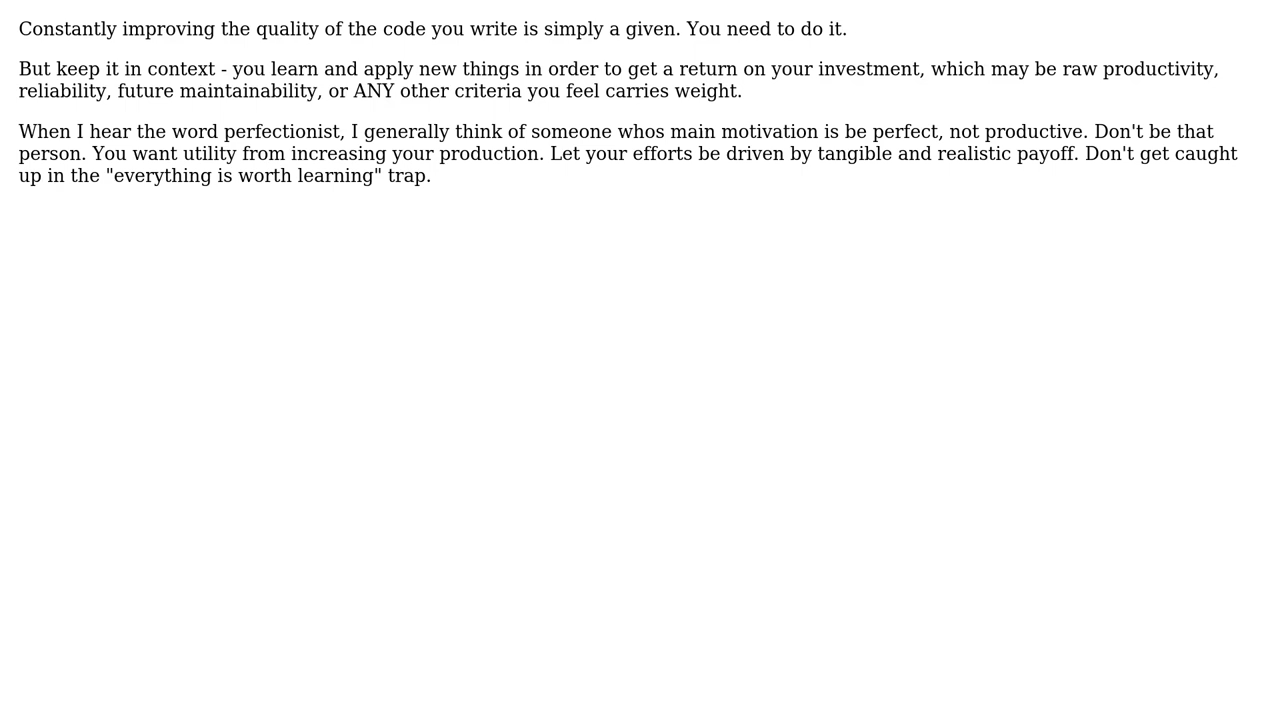 Constantly improving the quality of the code you write is simply a given. You need to do it.
But keep it in context - you learn and apply new things in order to get a return on your investment, which may be raw productivity,
reliability, future maintainability, or ANY other criteria you feel carries weight.
When I hear the word perfectionist, I generally think of someone whos main motivation is be perfect, not productive. Don't be that
person. You want utility from increasing your production. Let your efforts be driven by tangible and realistic payoff. Don't get caught
up in the "everything is worth learning" trap.